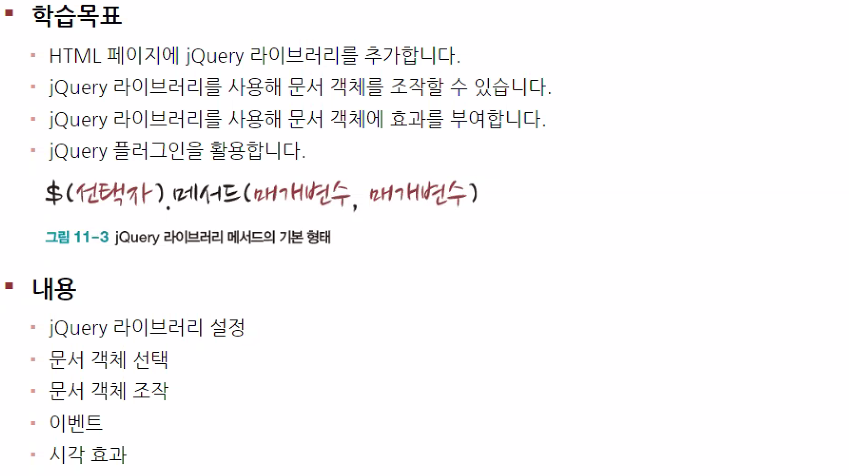 학습목표
HTML 페이지에 jQuery 라이브러리를 추가합니다.
jQuery 라이브러리를 사용해 문서 객체를 조작할 수 있습니다.
jQuery 라이브러리를 사용해 문서 객체에 효과를 부여합니다.
jQuery 플러그인을 활용합니다.
$(선택자).메서드(매개변수, 매개변수)
그림 11-3 jQuery 라이브러리 메서드의 기본 형태
내용
jQuery 라이브러리 설정
문서 객체 선택
문서 객체 조작
이벤트
시각 효과